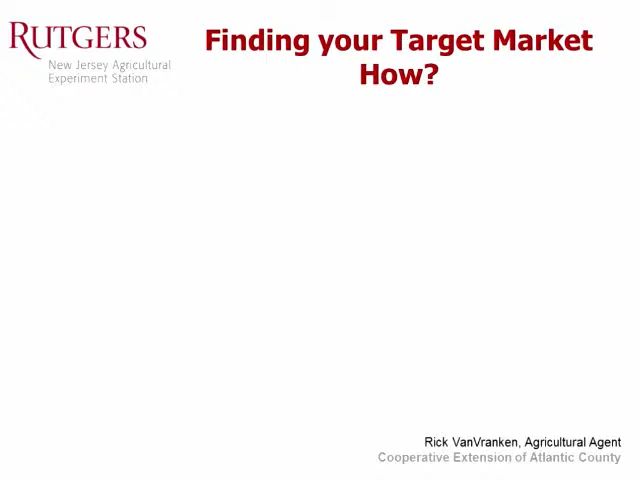 RUTGERS
New Jersey Agricultural
Experiment Station
Finding your Target Market
How?
Rick VanVranken, Agricultural Agent
Cooperative Extension of Atlantic County